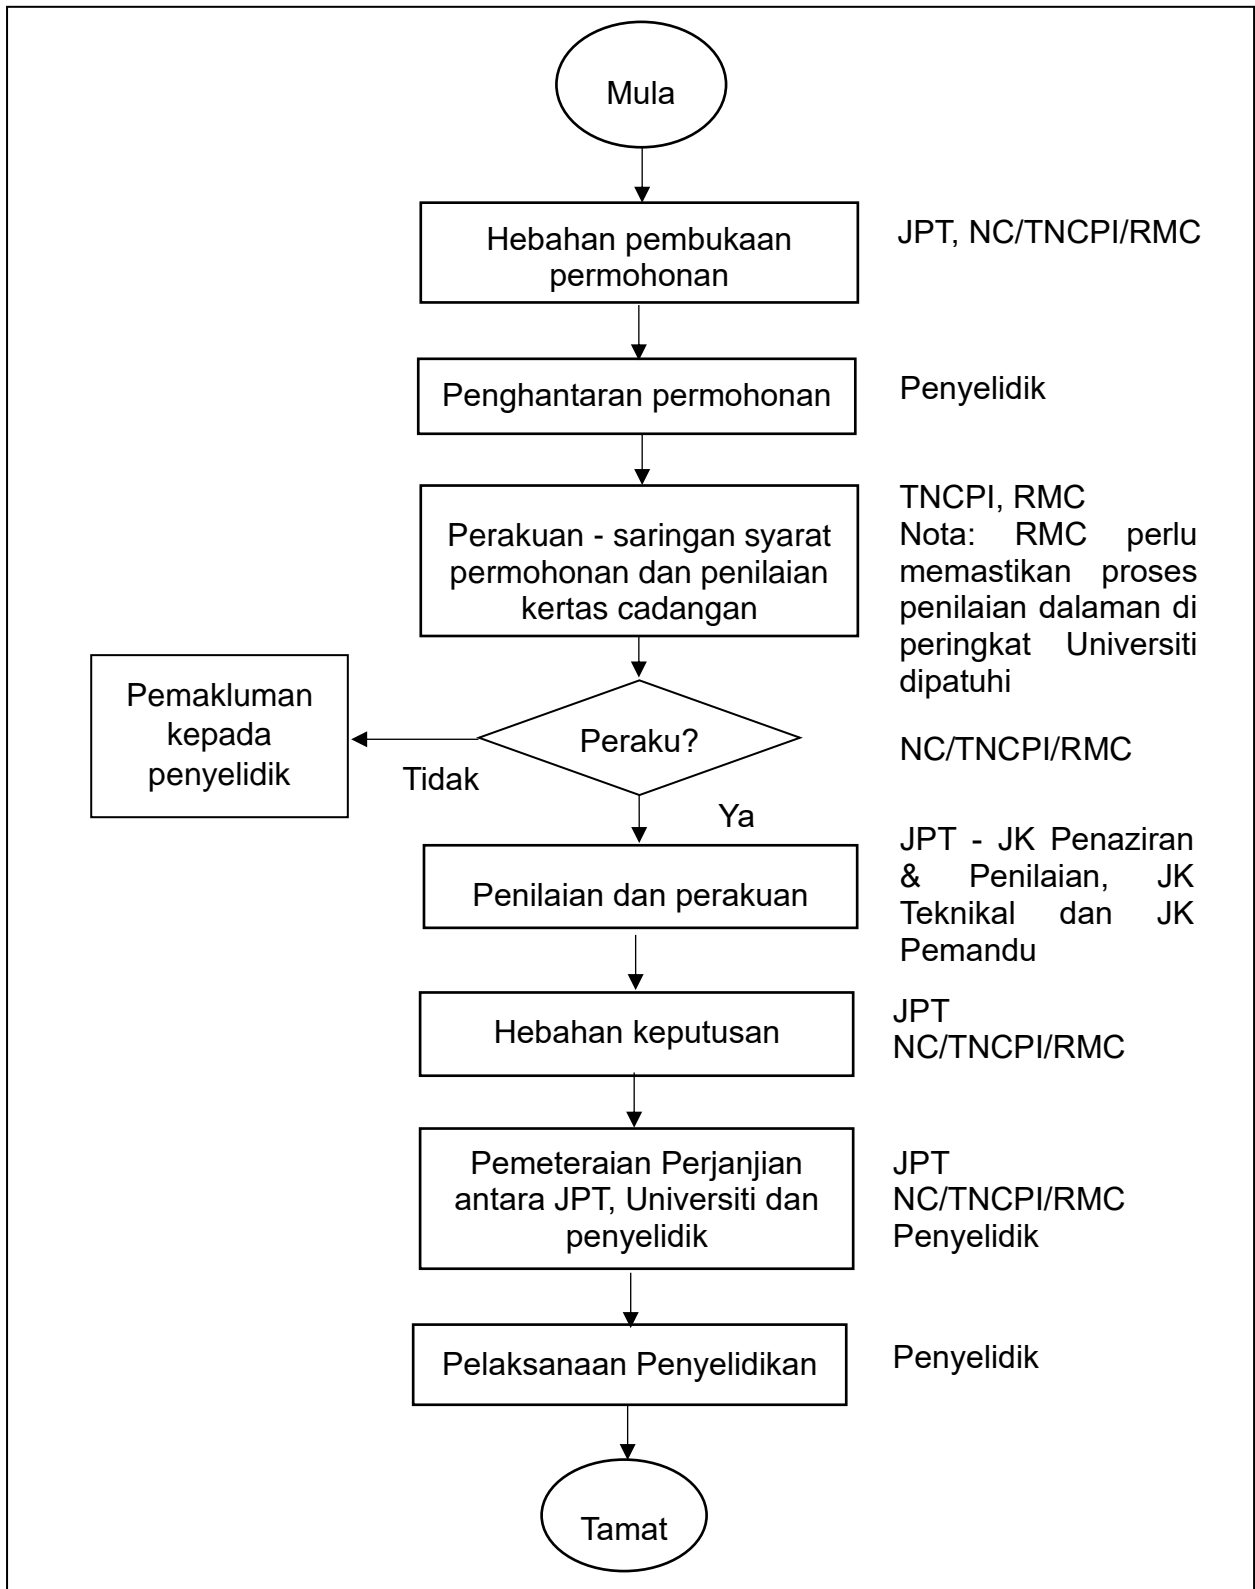 Mula
Hebahan pembukaan
permohonan
JPT, NC/TNCPI/RMC
Penghantaran permohonan
Penyelidik
Perakuan - saringan syarat
permohonan dan penilaian
kertas cadangan
TNCPI, RMC
Nota: RMC perlu
memastikan proses
penilaian dalaman di
peringkat Universiti
dipatuhi
Pemakluman
kepada
penyelidik
Tidak
Peraku?
NC/TNCPI/RMC
Ya
Penilaian dan perakuan
JPT - JK Penaziran
& Penilaian, JK
Teknikal dan JK
Pemandu
Hebahan keputusan
JPT
NC/TNCPI/RMC
Pemeteraian Perjanjian
antara JPT, Universiti dan
penyelidik
JPT
NC/TNCPI/RMC
Penyelidik
Pelaksanaan Penyelidikan
Penyelidik
Tamat